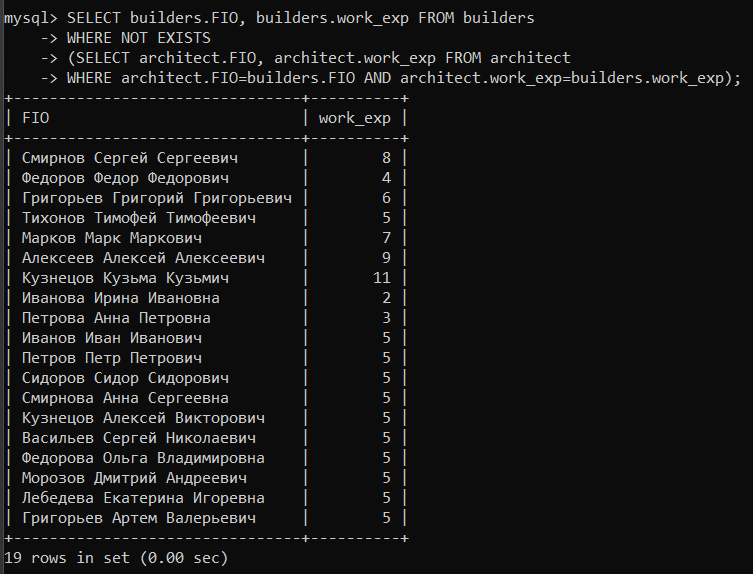 mysql> SELECT builders.FIO, builders.work_exp FROM builders
    -> WHERE NOT EXISTS
    -> (SELECT architect.FIO, architect.work_exp FROM architect
    -> WHERE architect.FIO=builders.FIO AND architect.work_exp=builders.work_exp);
+--------------------------------+----------+
| FIO                            | work_exp |
+--------------------------------+----------+
| Смирнов Сергей Сергеевич       |        8 |
| Федоров Федор Федорович        |        4 |
| Григорьев Григорий Григорьевич |        6 |
| Тихонов Тимофей Тимофеевич     |        5 |
| Марков Марк Маркович           |        7 |
| Алексеев Алексей Алексеевич    |        9 |
| Кузнецов Кузьма Кузьмич        |       11 |
| Иванова Ирина Ивановна         |        2 |
| Петрова Анна Петровна          |        3 |
| Иванов Иван Иванович           |        5 |
| Петров Петр Петрович           |        5 |
| Сидоров Сидор Сидорович        |        5 |
| Смирнова Анна Сергеевна        |        5 |
| Кузнецов Алексей Викторович    |        5 |
| Васильев Сергей Николаевич     |        5 |
| Федорова Ольга Владимировна    |        5 |
| Морозов Дмитрий Андреевич      |        5 |
| Лебедева Екатерина Игоревна    |        5 |
| Григорьев Артем Валерьевич     |        5 |
+--------------------------------+----------+
19 rows in set (0.00 sec)